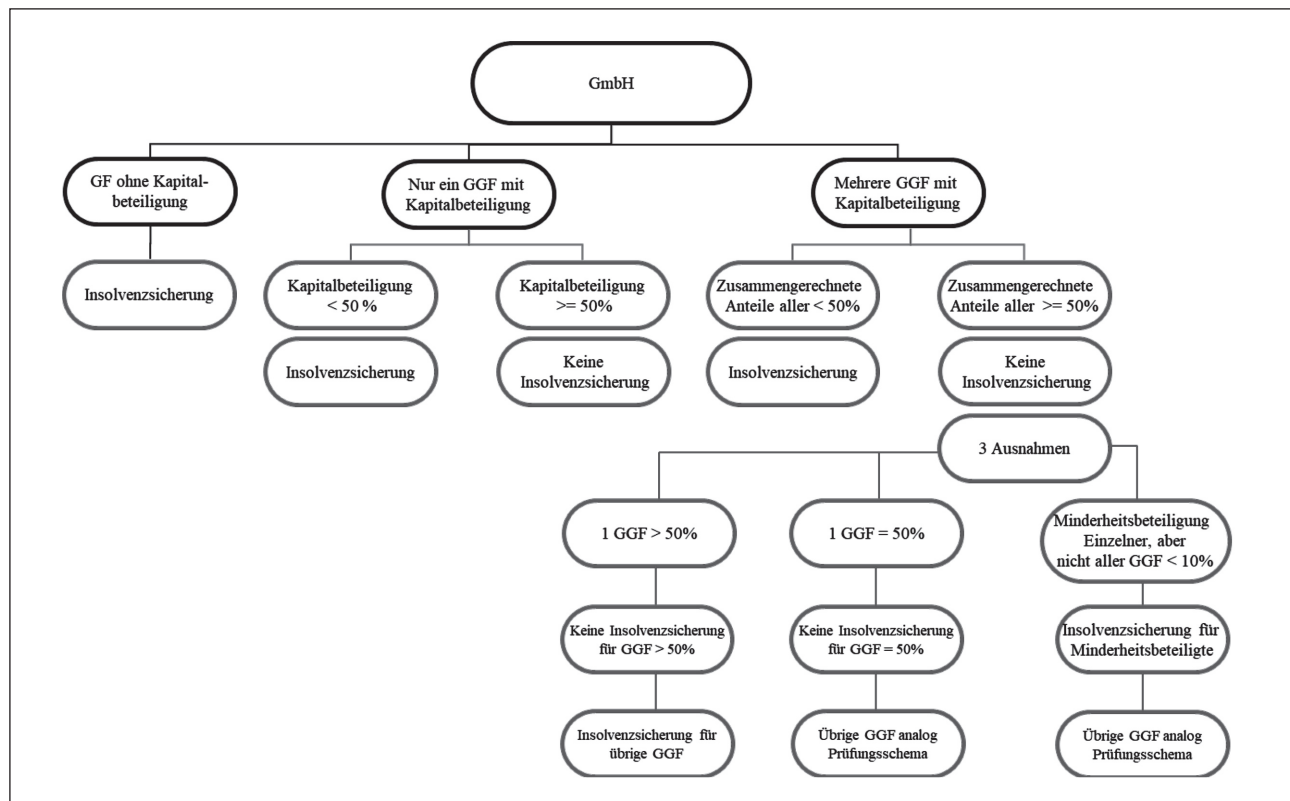 GmbH
GF ohne Kapital-
beteiligung
Nur ein GGF mit
Kapitalbeteiligung
Mehrere GGF mit
Kapitalbeteiligung
Insolvenzsicherung
Kapitalbeteiligung
< 50 %
Kapitalbeteiligung
>= 50%
Zusammengerechnete
Anteile aller < 50%
Zusammengerechnete
Anteile aller >= 50%
Insolvenzsicherung
Keine
Insolvenzsicherung
Insolvenzsicherung
Keine
Insolvenzsicherung
3 Ausnahmen
1 GGF > 50%
1 GGF = 50%
Minderheitsbeteiligung
Einzelner, aber
nicht aller GGF < 10%
Keine Insolvenzsicherung
für GGF > 50%
Keine Insolvenzsicherung
für GGF = 50%
Insolvenzsicherung für
Minderheitsbeteiligte
Insolvenzsicherung für
übrige GGF
Übrige GGF analog
Prüfungsschema
Übrige GGF analog
Prüfungsschema